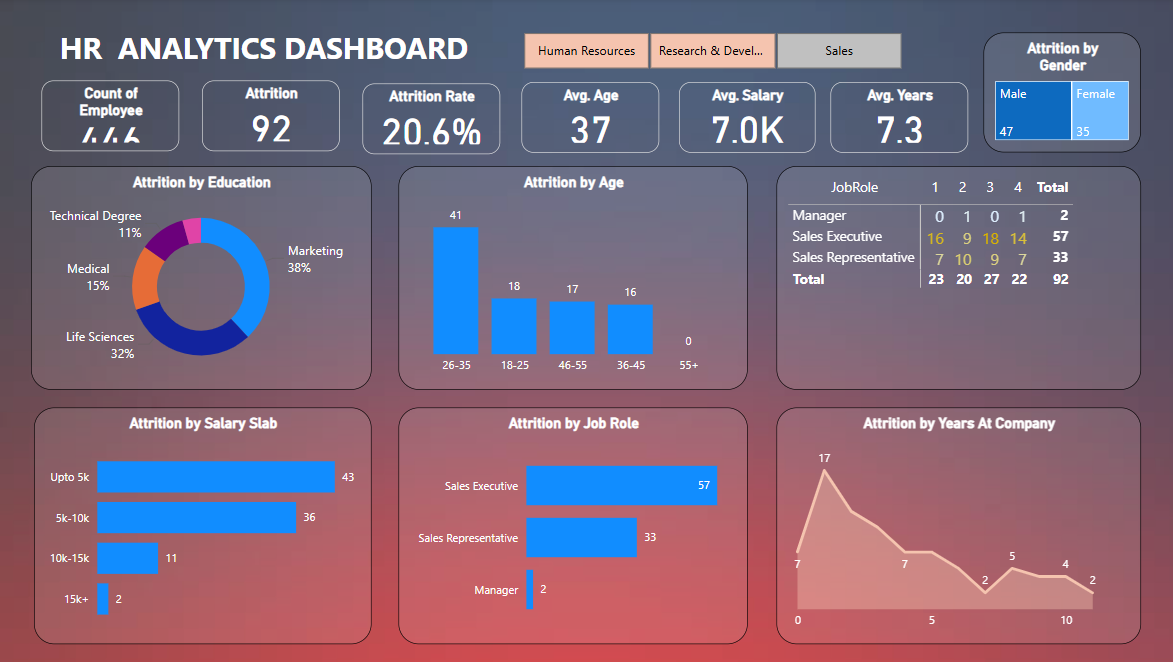 HR ANALYTICS DASHBOARD
Human Resources
Research & Devel...
Sales
Attrition by
Gender
Male
Female
47
35
Count of
Employee
Attrition
92
Attrition Rate
20.6%
Avg. Age
37
Avg. Salary
7.0K
Avg. Years
7.3
Attrition by Education
Technical Degree
11%
Marketing
38%
Medical
15%
Life Sciences
32%
Attrition by Age
41
18
17
16
0
26-35
18-25
46-55
36-45
55+
JobRole 1 2 3 4 Total
Manager 0 1 0 1 2
Sales Executive 16 9 18 14 57
Sales Representative 7 10 9 7 33
Total 23 20 27 22 92
Attrition by Salary Slab
Upto 5k 43
5k-10k 36
10k-15k 11
15k+ 2
Attrition by Job Role
Sales Executive 57
Sales Representative 33
Manager 2
Attrition by Years At Company
17
7
7
2
5
4
2
0
5
10